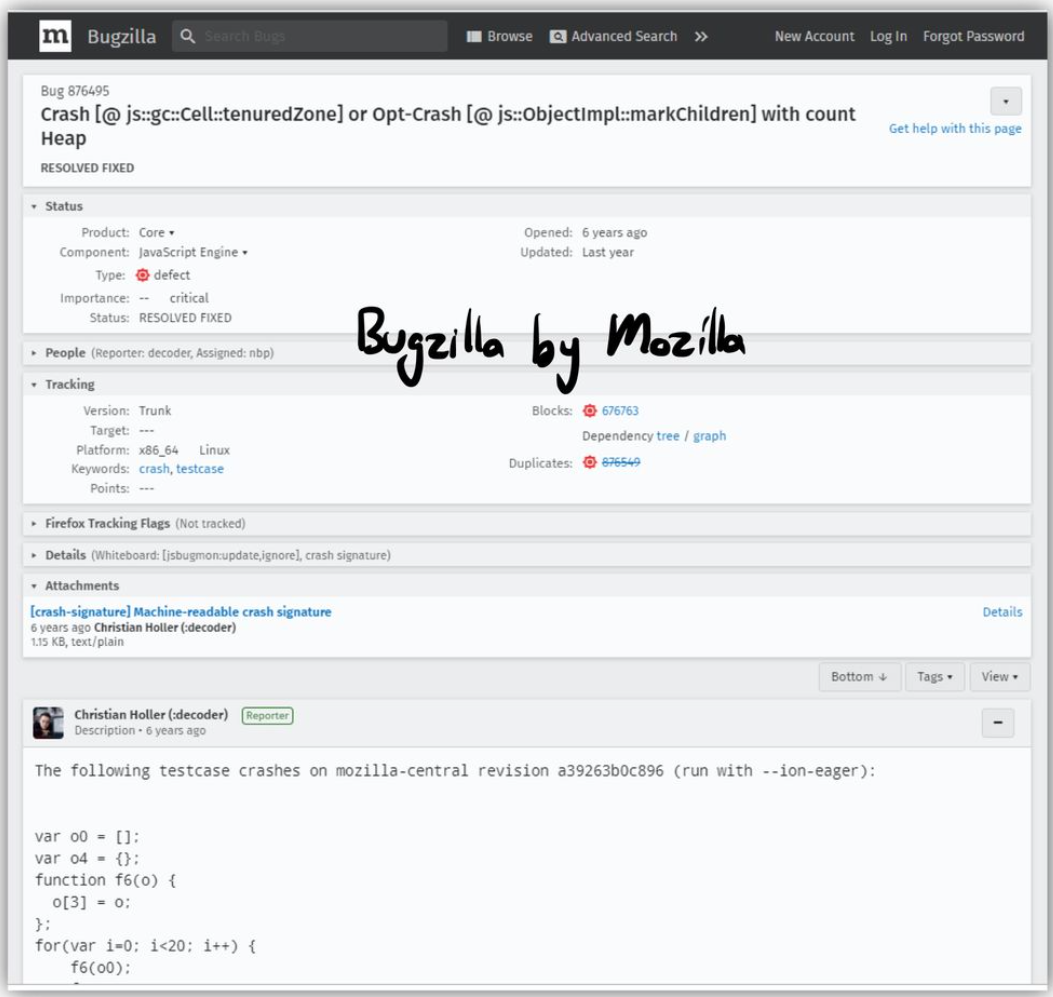 m Bugzilla Search Bugs Browse Advanced Search >> New Account Log In Forgot Password
Bug 876495
Crash [@ js::gc::Cell::tenuredZone] or Opt-Crash [@ js::ObjectImpl::markChildren] with count
Heap
Get help with this page
RESOLVED FIXED
Status
Product: Core
Opened: 6 years ago
Component: JavaScript Engine
Updated: Last year
Type: defect
Importance: -- critical
Status: RESOLVED FIXED
Bugzilla by Mozilla
People (Reporter: decoder, Assigned: nbp)
Tracking
Version: Trunk
Blocks: 676763
Target: ---
Dependency tree / graph
Platform: x86_64 Linux
Keywords: crash, testcase
Duplicates: 876549
Points: ---
Firefox Tracking Flags (Not tracked)
Details (Whiteboard: [jsbugmon:update,ignore], crash signature)
Attachments
[crash-signature] Machine-readable crash signature
Details
6 years ago Christian Holler (:decoder)
1.15 KB, text/plain
Bottom ↓ Tags View
Christian Holler (:decoder) Reporter
Description • 6 years ago
The following testcase crashes on mozilla-central revision a39263b0c896 (run with --ion-eager):
var o0 = [];
var o4 = {};
function f6(o) {
o[3] = o;
};
for(var i=0; i<20; i++) {
f6(o0);